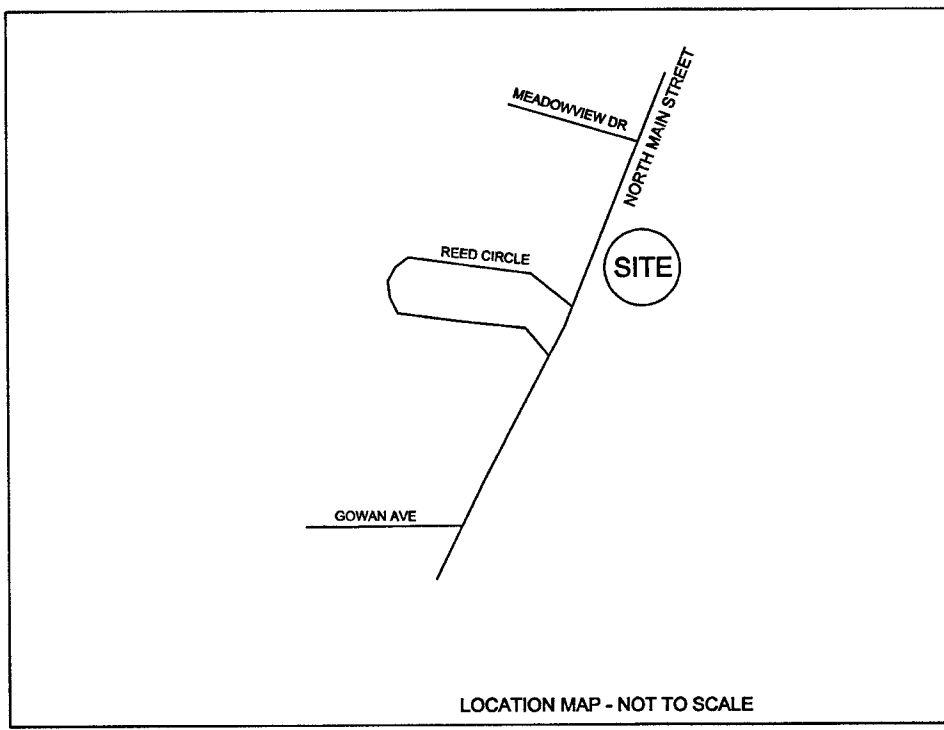 MEADOWVIEW DR
NORTH MAIN STREET
REED CIRCLE
SITE
GOWAN AVE
LOCATION MAP - NOT TO SCALE